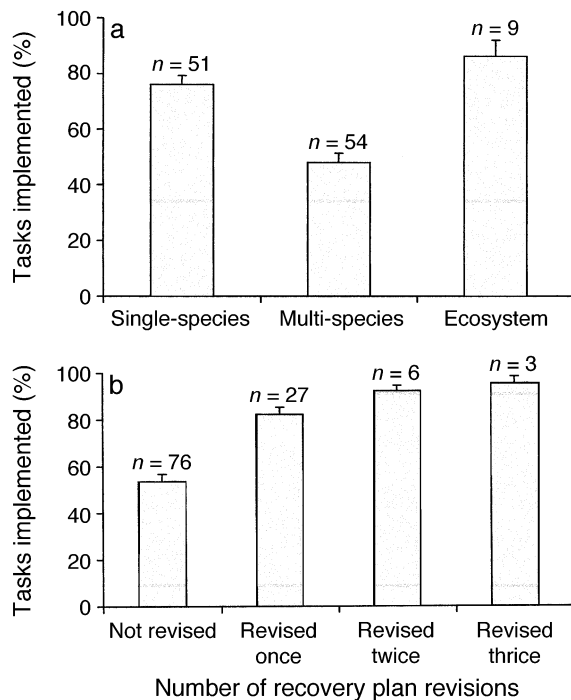 a
Tasks implemented (%)
100
80
60
40
20
0
n = 51
n = 54
n = 9
Single-species
Multi-species
Ecosystem
b
Tasks implemented (%)
100
80
60
40
20
0
n = 76
n = 27
n = 6
n = 3
Not revised
Revised
once
Revised
twice
Revised
thrice
Number of recovery plan revisions